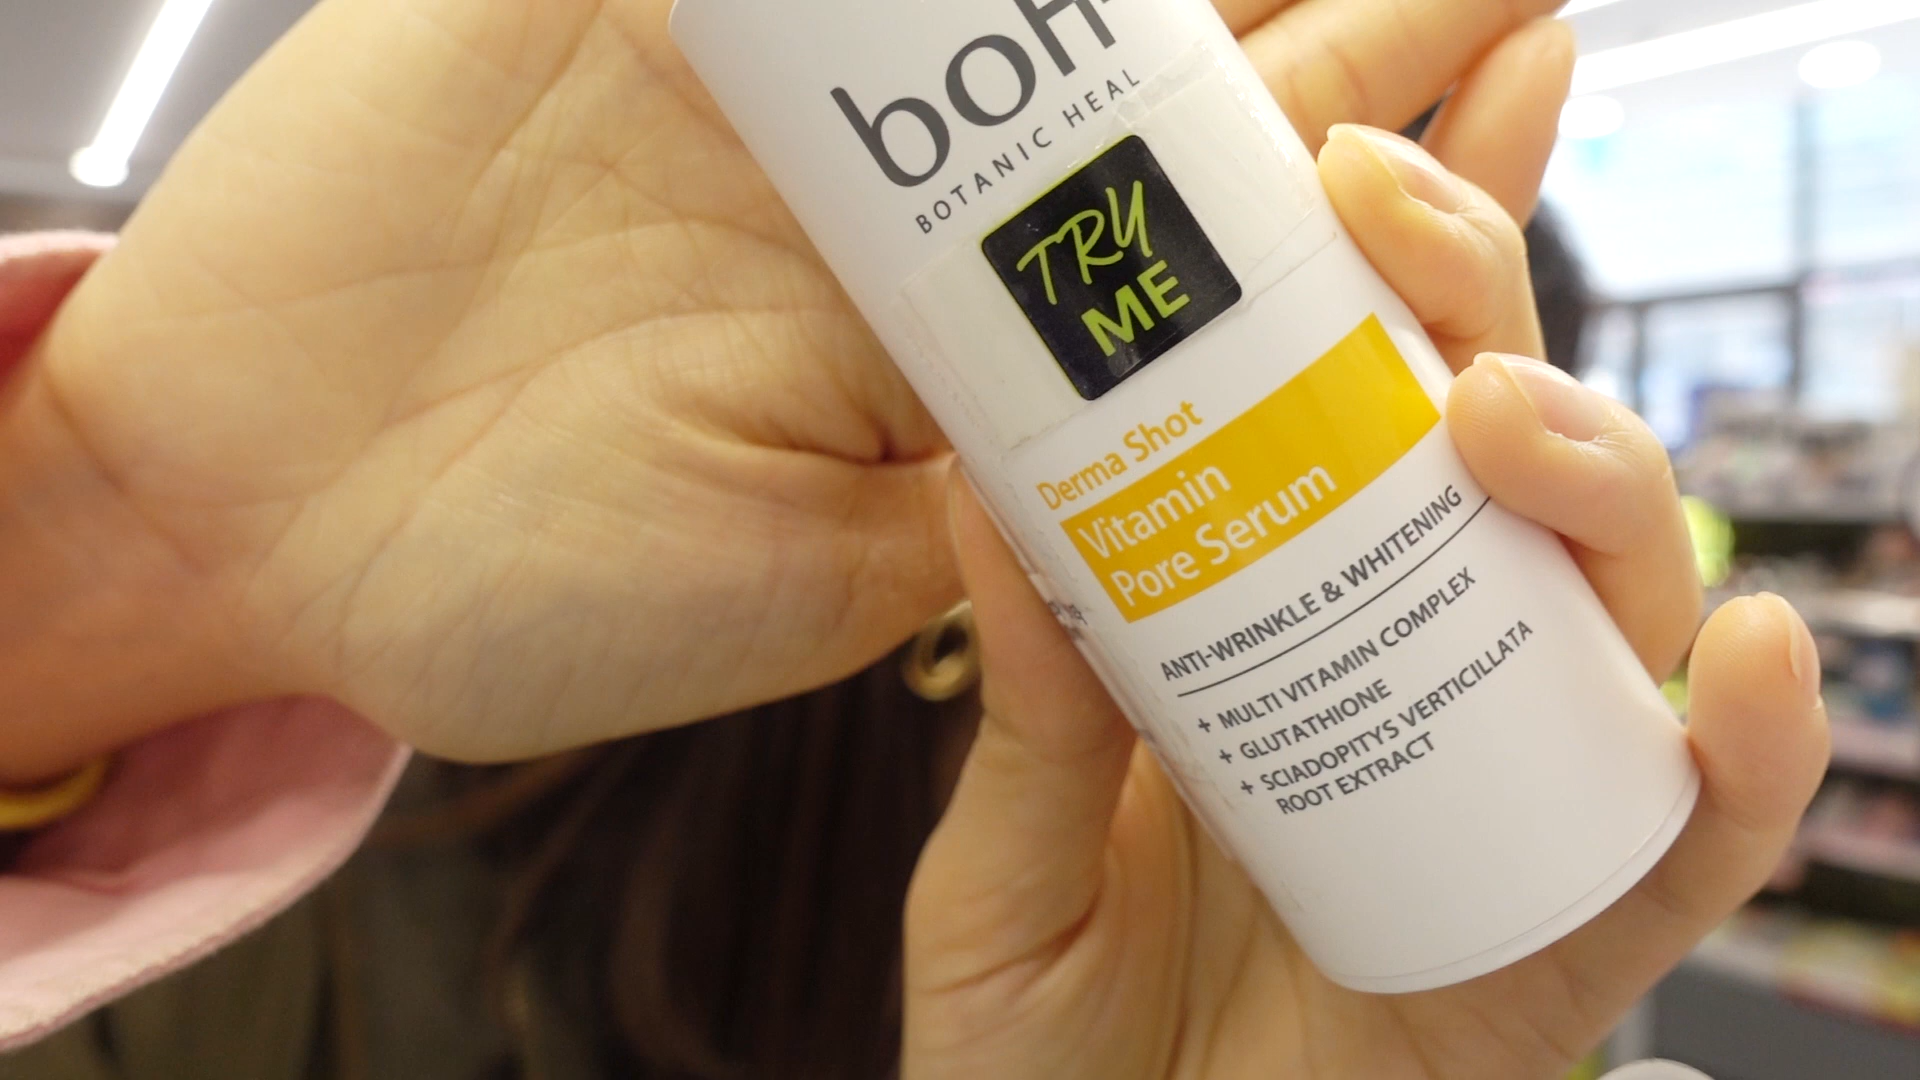 boH
BOTANIC HEAL
TRY
ME
Derma Shot
Vitamin
Pore Serum
ANTI-WRINKLE & WHITENING
+ MULTI VITAMIN COMPLEX
+ GLUTATHIONE
+ SCIADOPITYS VERTICILLATA
ROOT EXTRACT